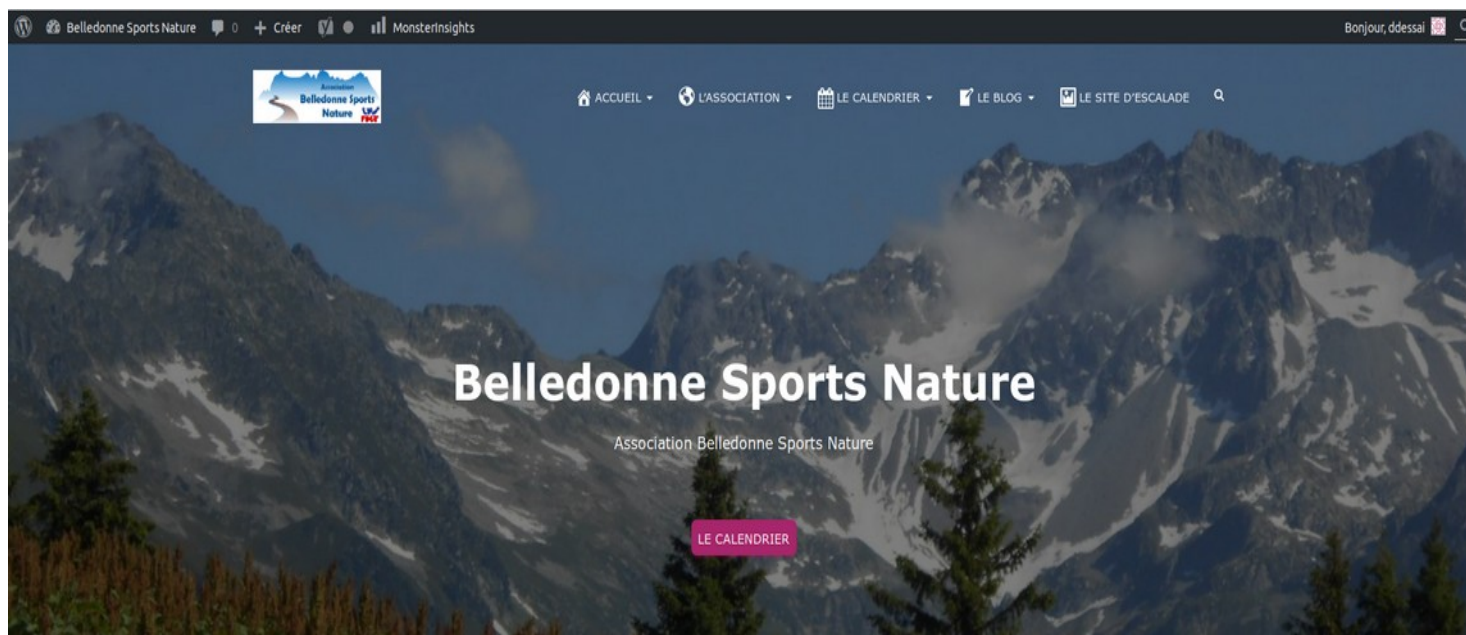 Belledonne Sports Nature 0 + Créer MonsterInsights Bonjour, ddessai
Association
Belledonne Sports
Nature
ACCUEIL L'ASSOCIATION LE CALENDRIER LE BLOG LE SITE D'ESCALADE
Belledonne Sports Nature
Association Belledonne Sports Nature
LE CALENDRIER